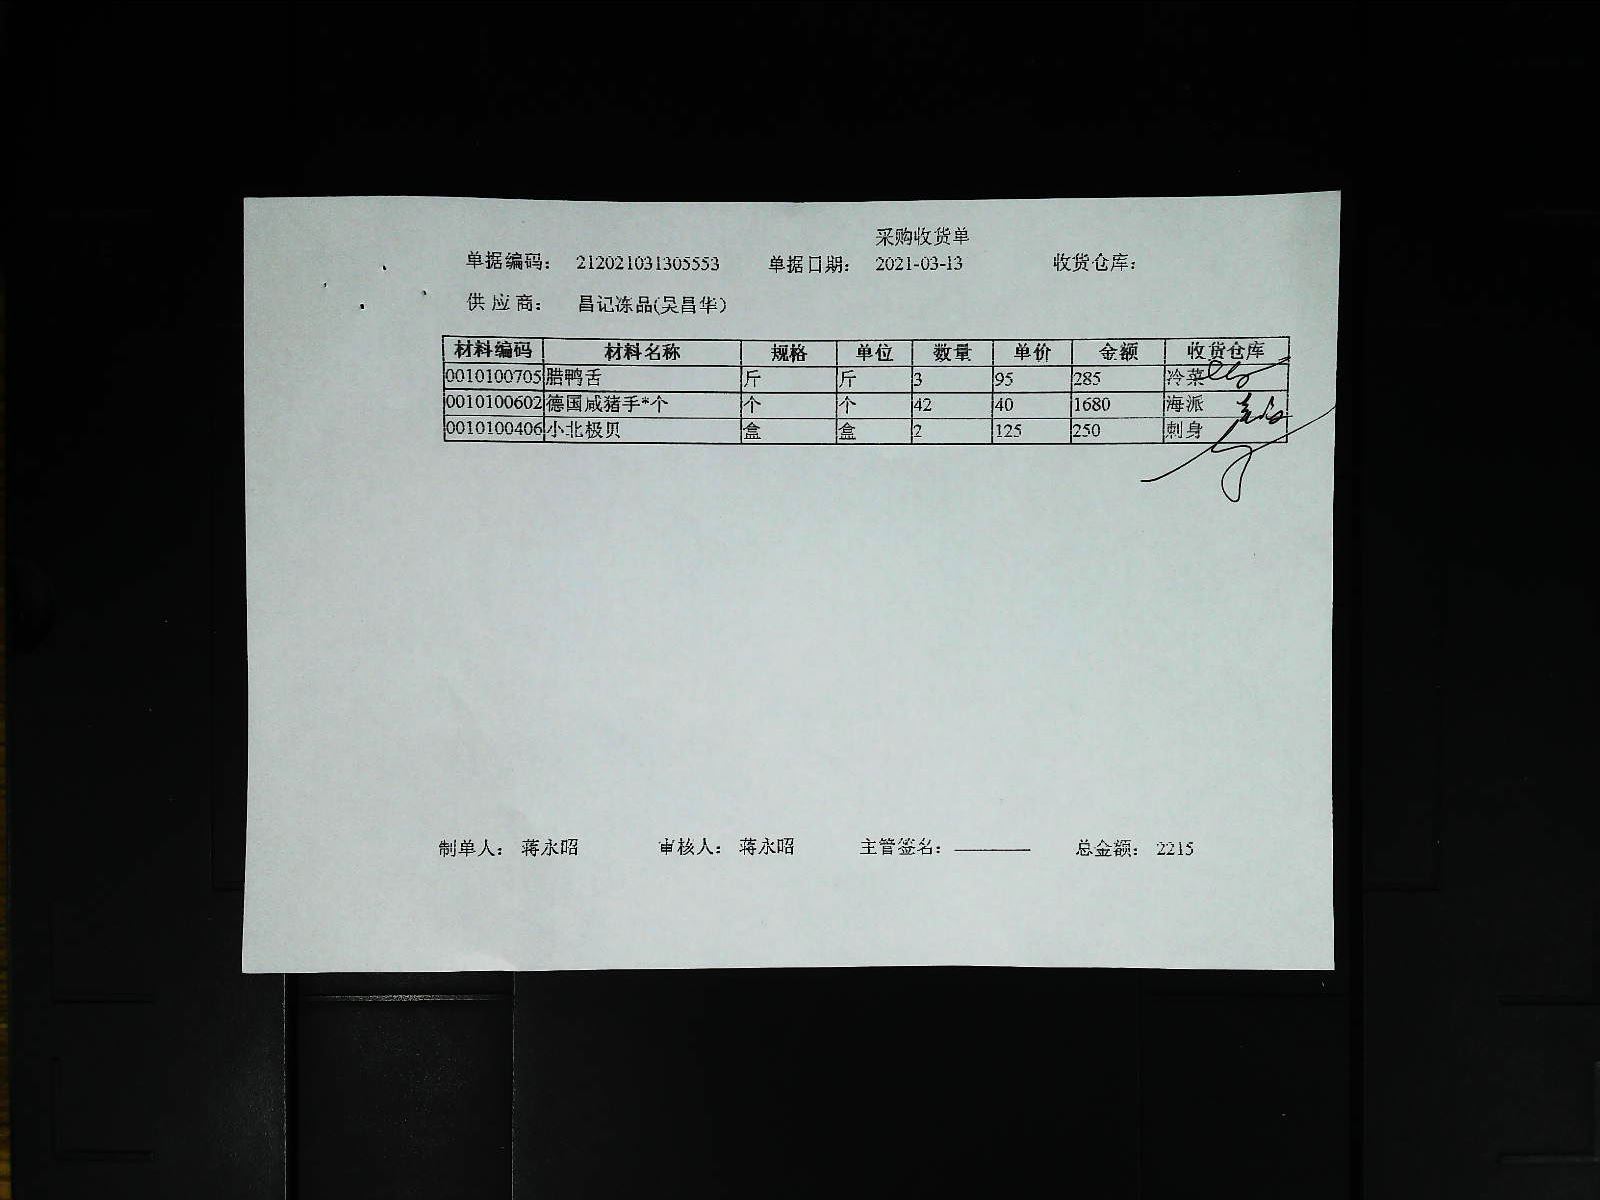 采购收货单
单据编码： 212021031305553 单据日期： 2021-03-13 收货仓库：
供 应 商： 昌记冻品(吴昌华)
材料编码 材料名称 规格 单位 数量 单价 金额 收货仓库
0010100705 腊鸭舌 斤 斤 3 95 285 冷菜
0010100602 德国咸猪手*个 个 个 42 40 1680 海派
0010100406 小北极贝 盒 盒 2 125 250 刺身
制单人： 蒋永昭 审核人： 蒋永昭 主管签名： 总金额： 2215